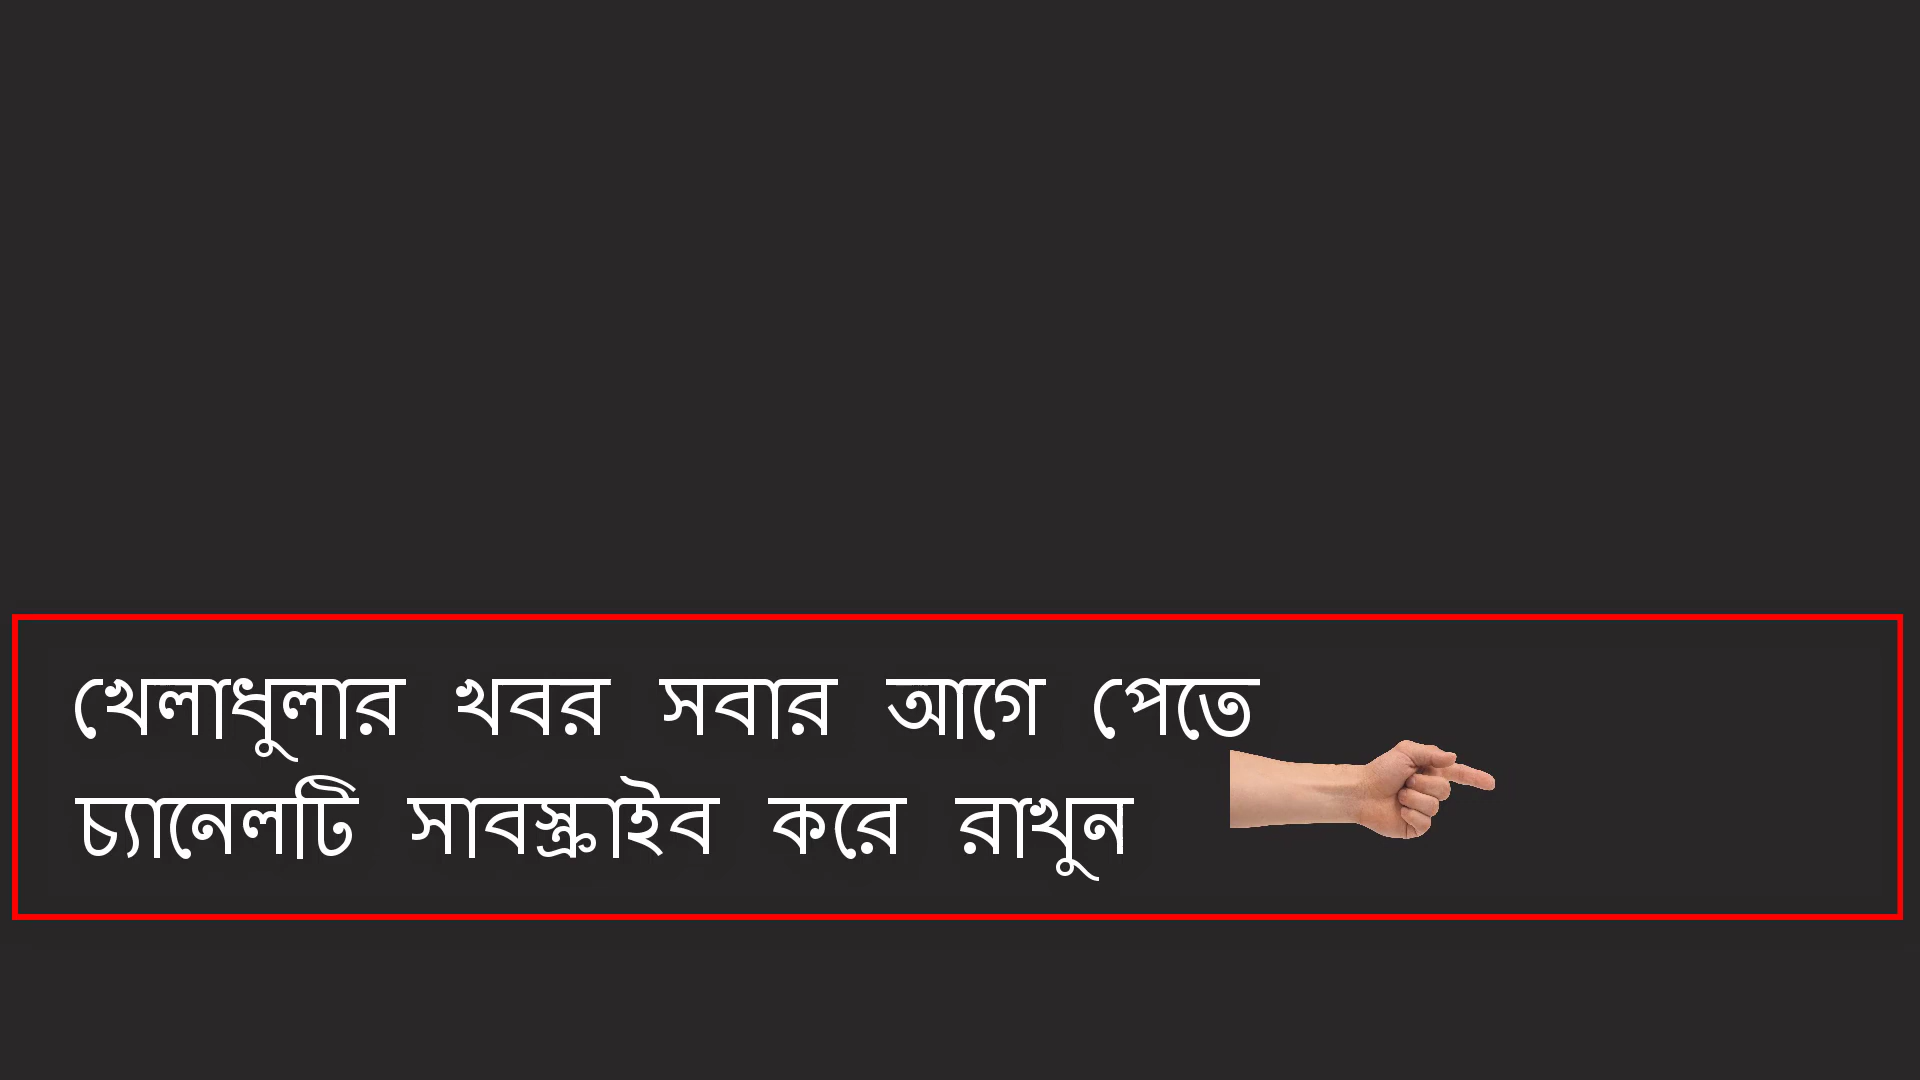 খেলাধুলার খবর সবার আগে পেতে
চ্যানেলটি সাবস্ক্রাইব করে রাখুন